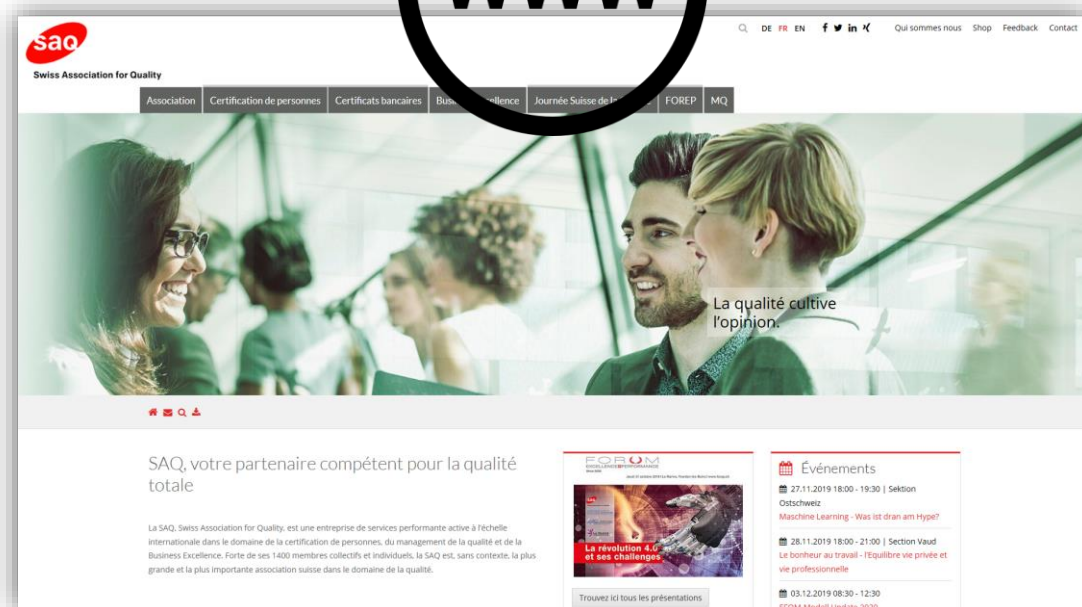 www
saq
DE FR EN
Qui sommes nous Shop Feedback Contact
Swiss Association for Quality
Association Certification de personnes Certificats bancaires Journée Suisse de la FOREP MQ
La qualité cultive
l'opinion.
SAQ, votre partenaire compétent pour la qualité
totale
La SAQ, Swiss Association for Quality, est une entreprise de services performante active à l'échelle
internationale dans le domaine de la certification de personnes, du management de la qualité et de la
Business Excellence. Forte de ses 1400 membres collectifs et individuels, la SAQ est, sans contexte, la plus
grande et la plus importante association suisse dans le domaine de la qualité.
FORUM
La révolution 4.0
et ses challenges
Trouvez ici tous les présentations
Événements
27.11.2019 18:00 - 19:30 | Sektion
Ostschweiz
Maschine Learning - Was ist dran am Hype?
28.11.2019 18:00 - 21:00 | Section Vaud
Le bonheur au travail - l'Equilibre vie privée et
vie professionnelle
03.12.2019 08:30 - 12:30